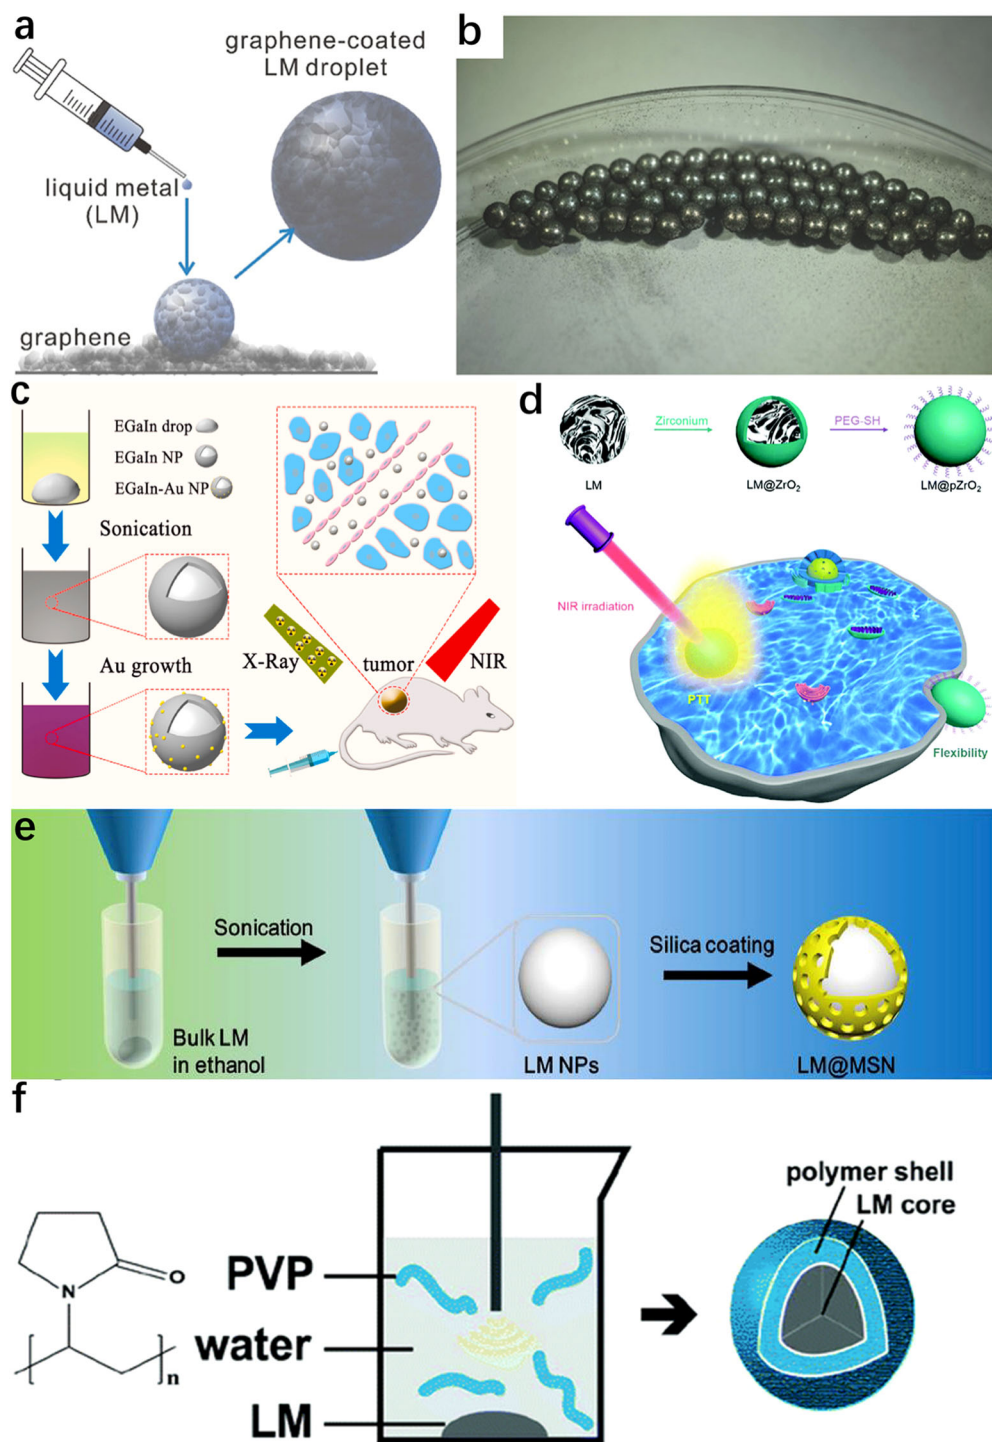 a
graphene-coated
LM droplet
liquid metal
(LM)
graphene
b
c
EGaIn drop
EGaIn NP
EGaIn-Au NP
Sonication
Au growth
X-Ray
tumor
NIR
d
Zirconium
PEG-SH
LM
LM@ZrO₂
LM@pZrO₂
NIR irradiation
PTT
Flexibility
e
Sonication
Bulk LM
in ethanol
LM NPs
Silica coating
LM@MSN
f
N
O
n
PVP
water
LM
polymer shell
LM core